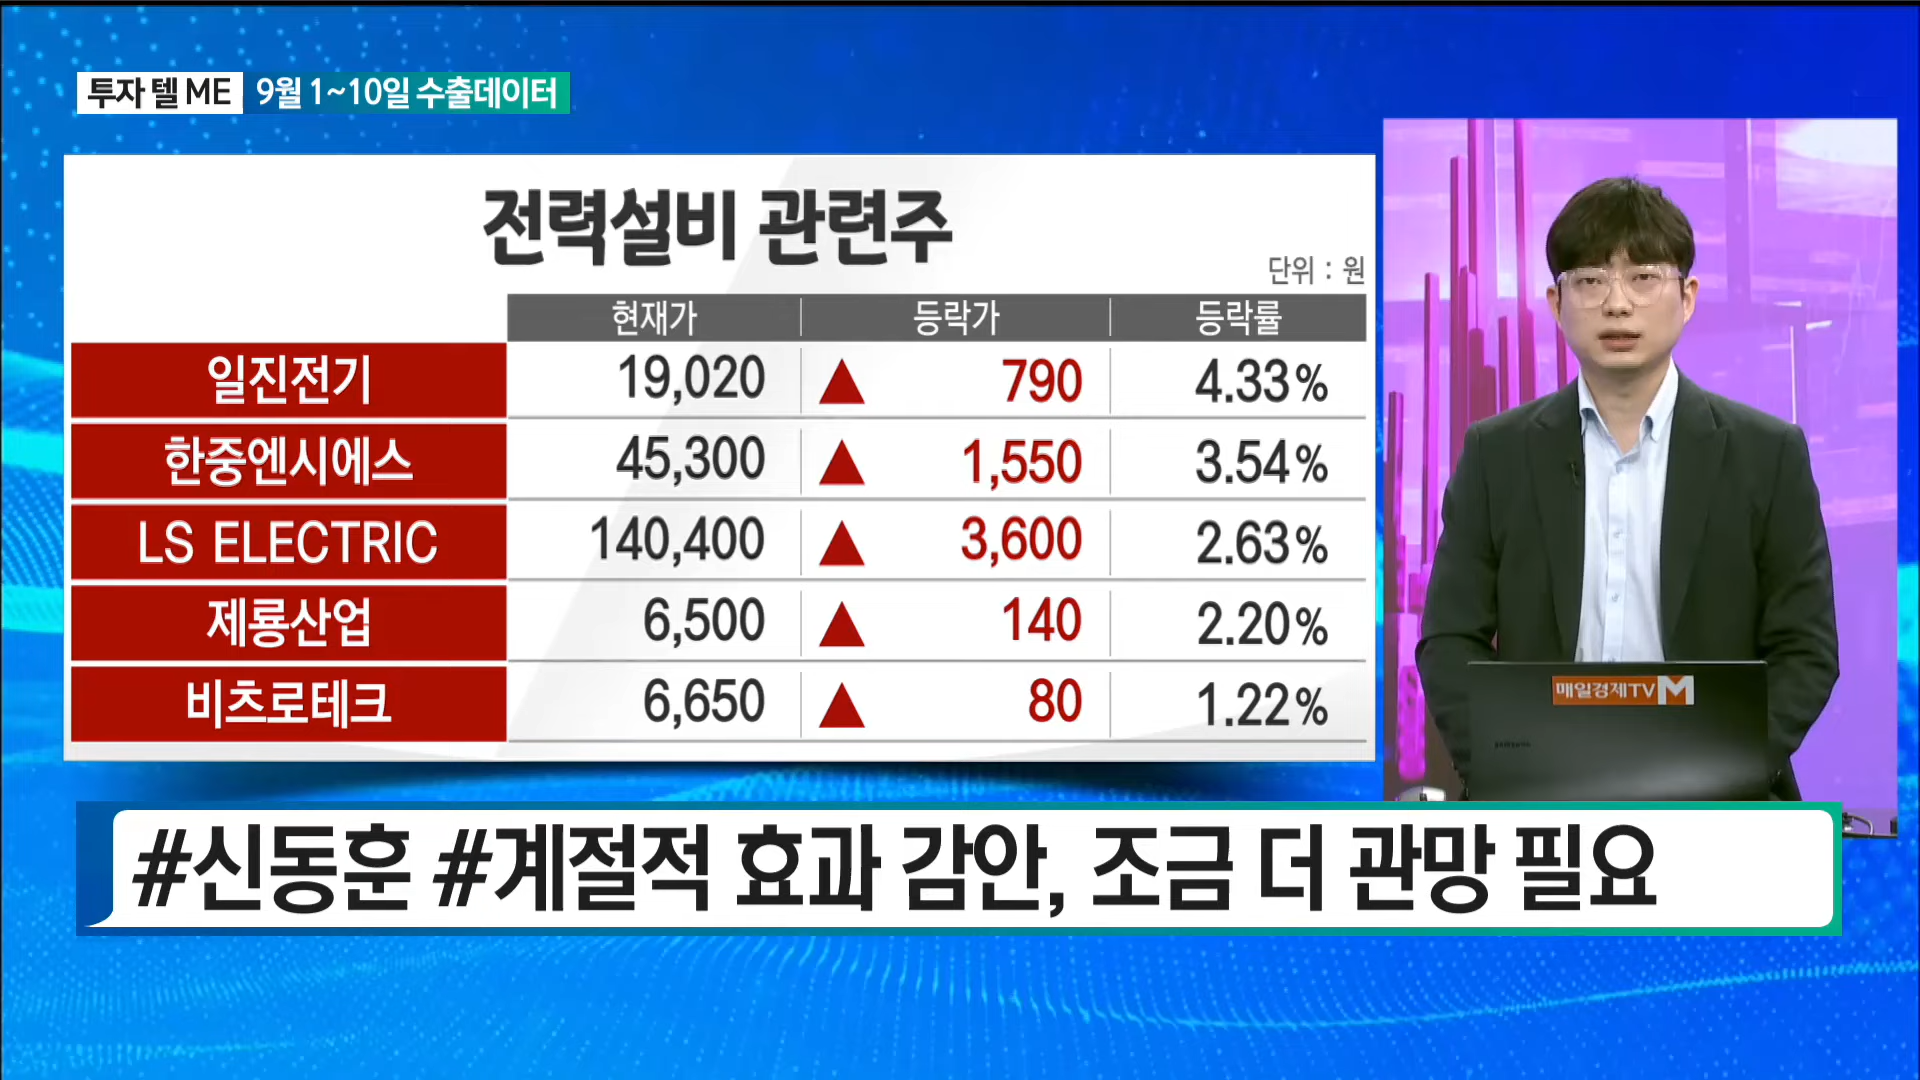 투자 텔 ME 9월 1~10일 수출데이터
전력설비 관련주
단위 : 원
현재가 등락가 등락률
일진전기 19,020 ▲ 790 4.33%
한중엔시에스 45,300 ▲ 1,550 3.54%
LS ELECTRIC 140,400 ▲ 3,600 2.63%
제룡산업 6,500 ▲ 140 2.20%
비츠로테크 6,650 ▲ 80 1.22%
매일경제TV M
#신동훈 #계절적 효과 감안, 조금 더 관망 필요